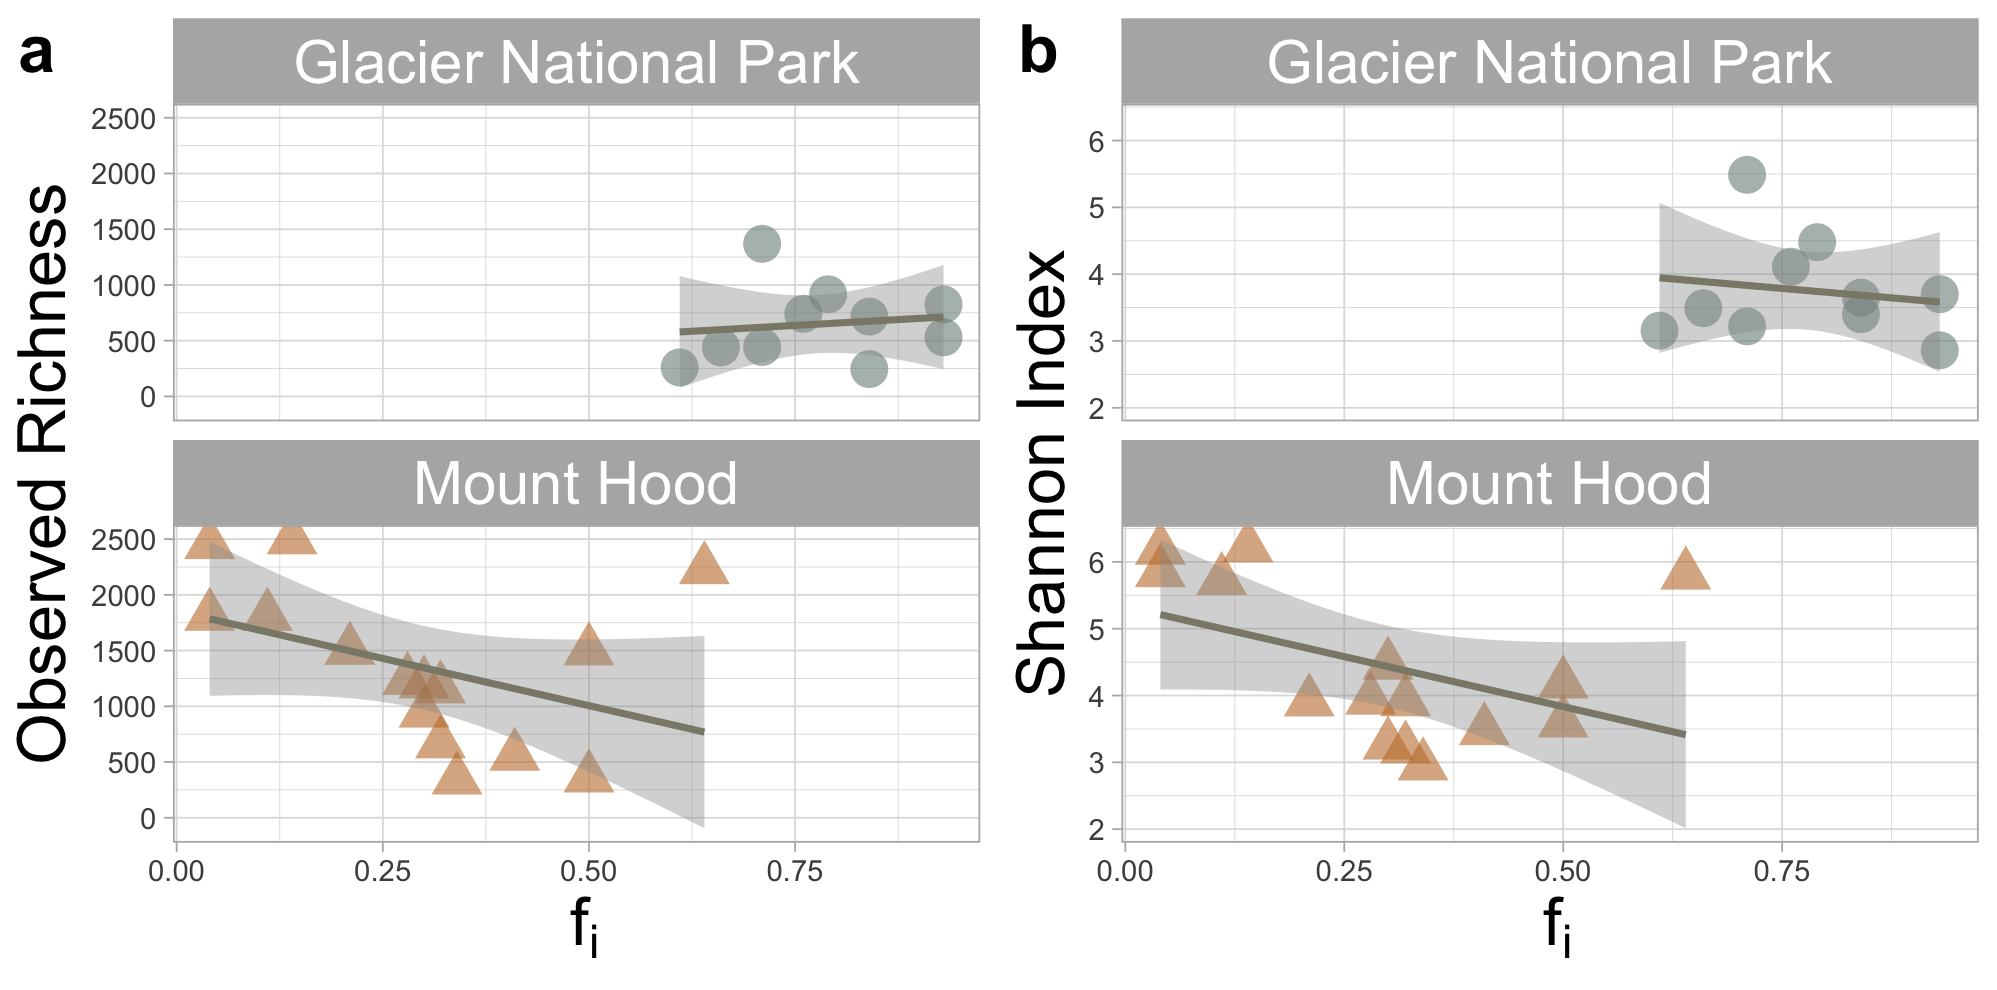 a
Glacier National Park
2500
2000
1500
1000
500
0
Mount Hood
2500
2000
1500
1000
500
0
Observed Richness
0.00 0.25 0.50 0.75
fi
b
Glacier National Park
6
5
4
3
2
Mount Hood
6
5
4
3
2
Shannon Index
0.00 0.25 0.50 0.75
fi